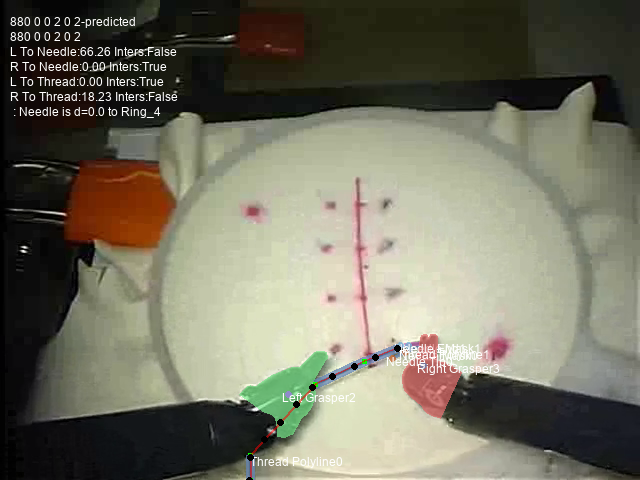 880 0 0 2 0 2-predicted
880 0 0 2 0 2
L To Needle:66.26 Inters:False
R To Needle:0.00 Inters:True
L To Thread:0.00 Inters:True
R To Thread:18.23 Inters:False
: Needle is d=0.0 to Ring_4
Right Grasper3
Left Grasper2
Thread Polyline0